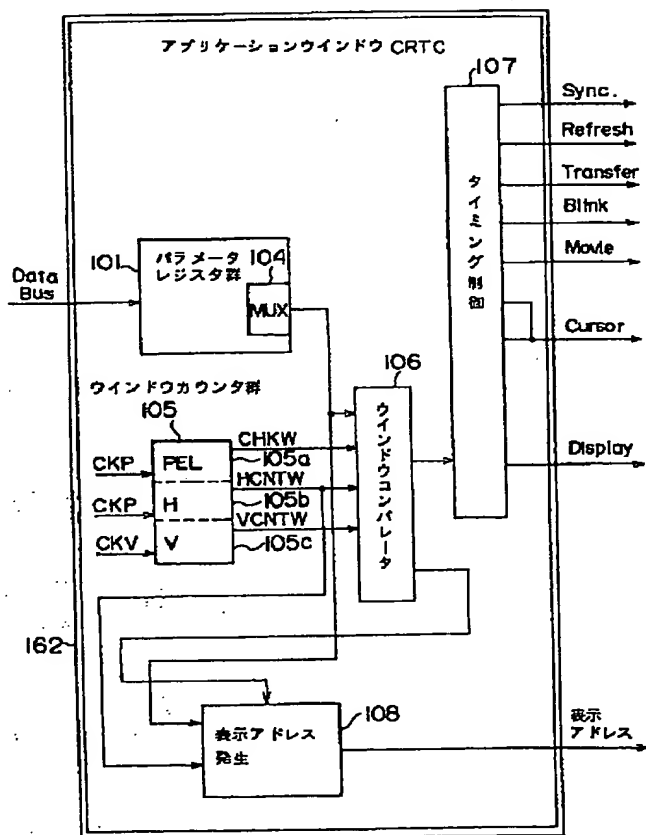 アプリケーションウインドウCRTC
107
Sync.
Refresh
Transfer
Blink
Movie
Cursor
Display
タイミング制御
101
パラメータ
レジスタ群
104
MUX
Data
Bus
ウインドウカウンタ群
105
106
CKP
PEL
CHKW
105a
HCNTW
CKP
H
105b
VCNTW
CKV
V
105c
ウインドウコンパレータ
162
108
表示アドレス
発生
表示
アドレス